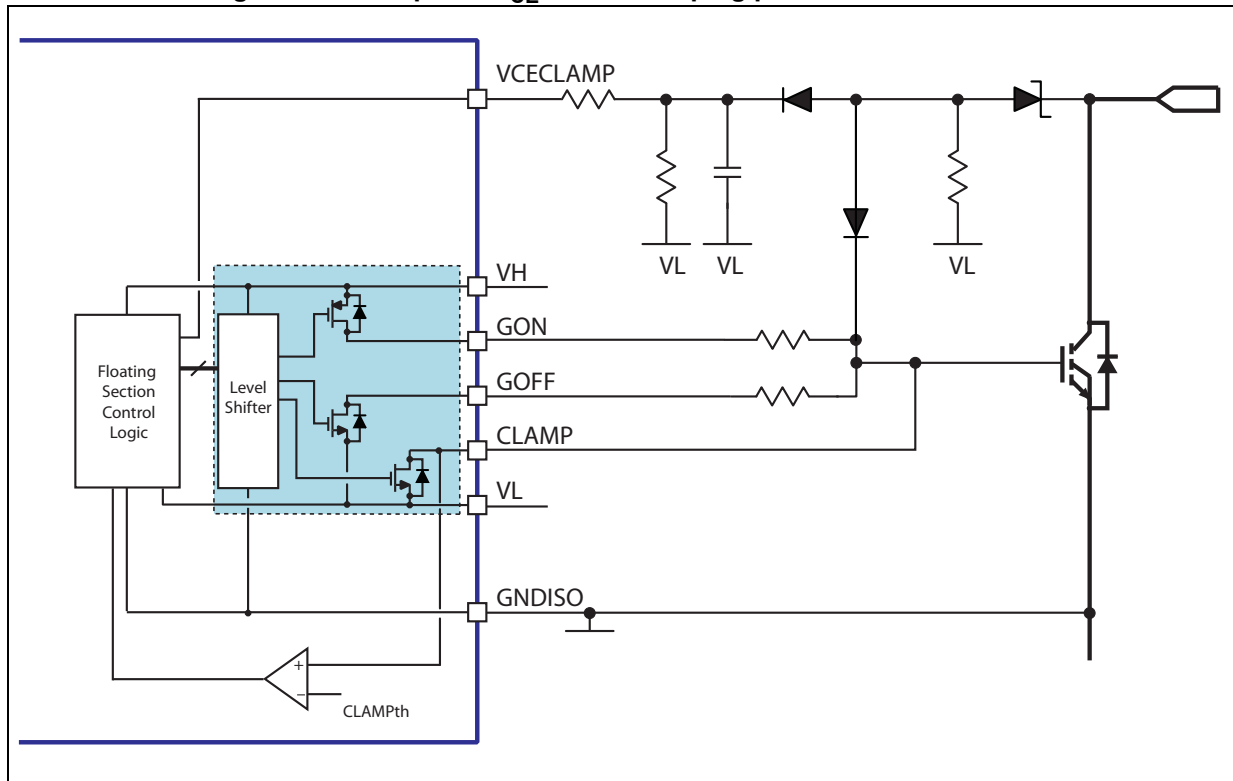 VCECLAMP
VL
VL
VL
VH
GON
GOFF
CLAMP
VL
GNDISO
Floating
Section
Control
Logic
Level
Shifter
+
−
CLAMPth